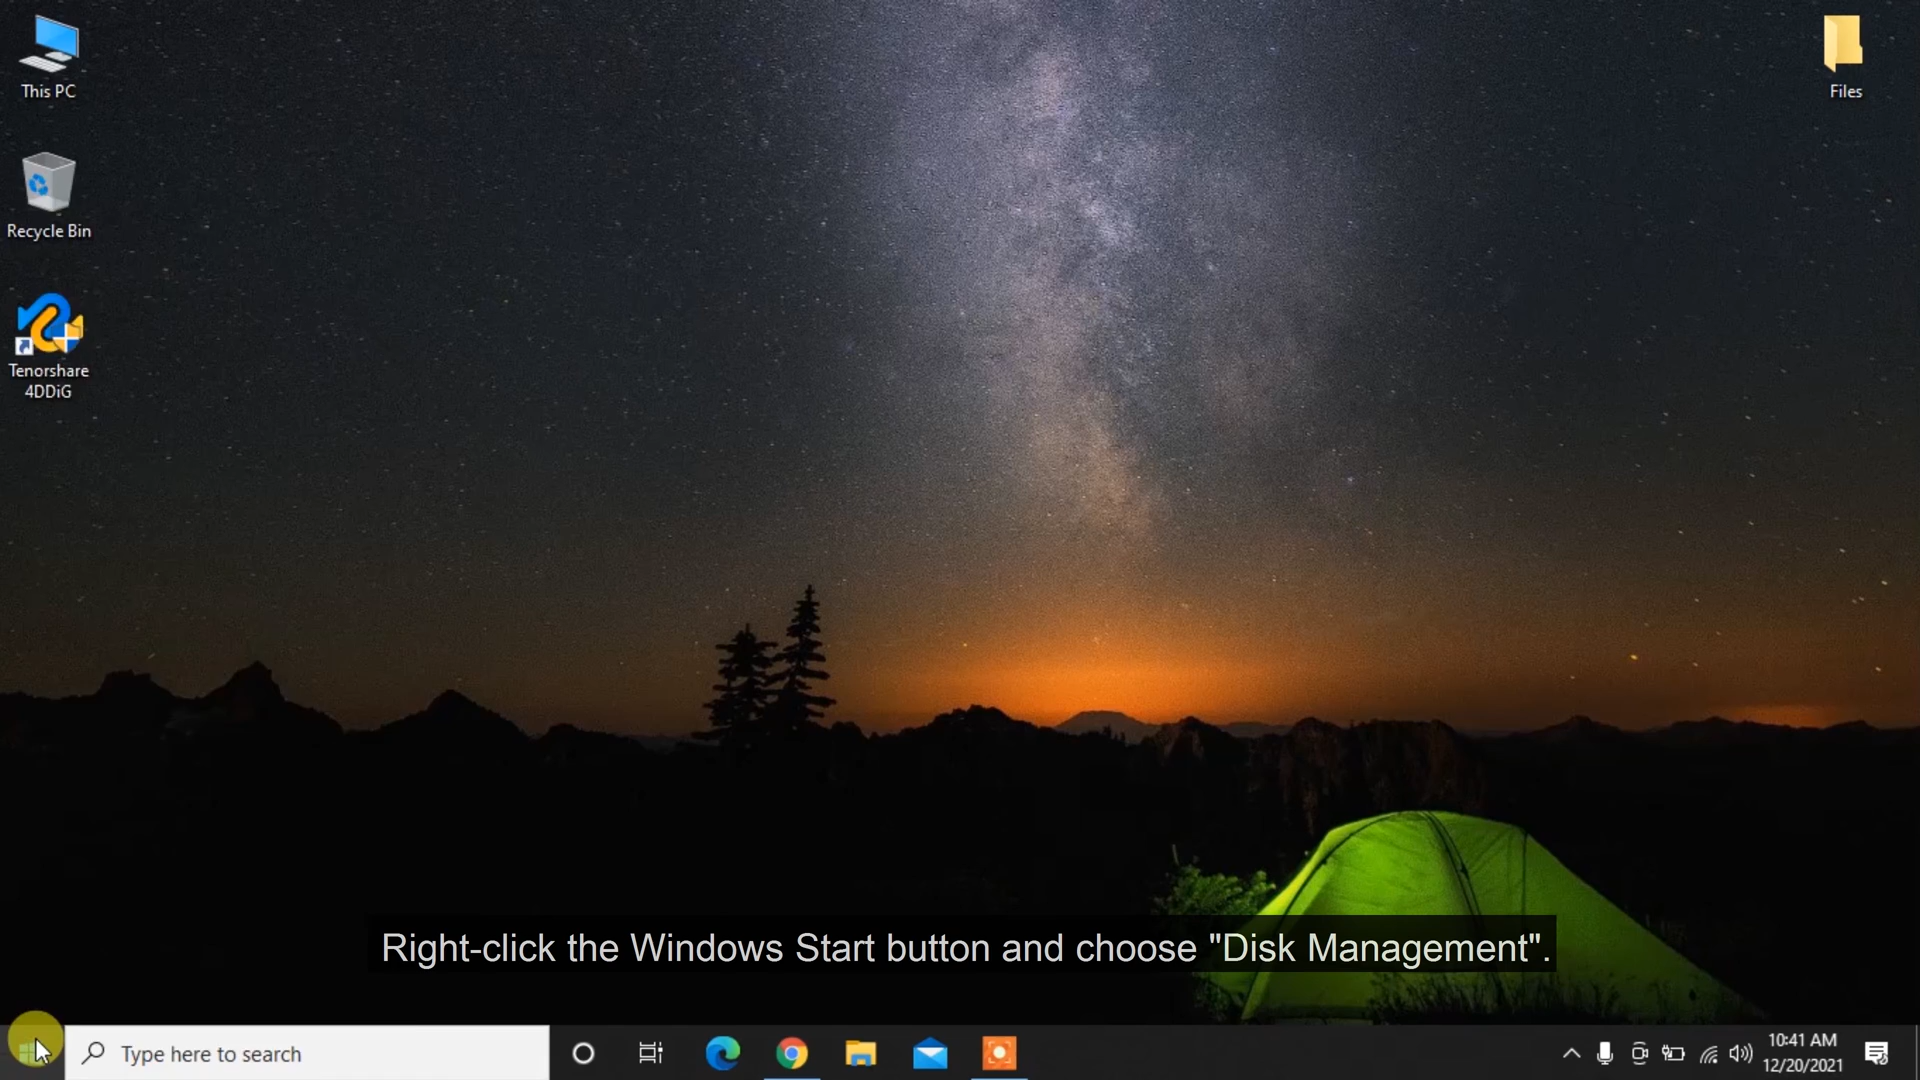 This PC
Files
Recycle Bin
Tenorshare
4DDiG
Right-click the Windows Start button and choose "Disk Management".
Type here to search
10:41 AM
12/20/2021